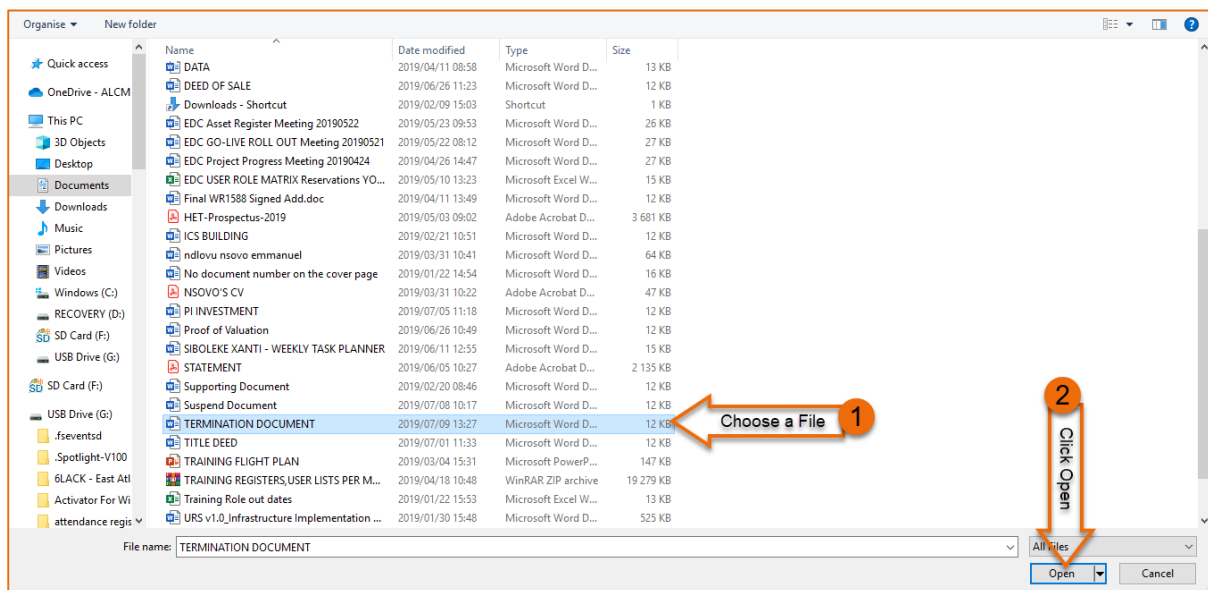 Organise New folder
Name Date modified Type Size
Quick access
OneDrive - ALCM
This PC
3D Objects
Desktop
Documents
Downloads
Music
Pictures
Videos
Windows (C:)
RECOVERY (D:)
SD Card (F:)
USB Drive (G:)
SD Card (F:)
USB Drive (G:)
.fseventsd
.Spotlight-V100
6LACK - East Atl
Activator For Wi
attendance regis
DATA 2019/04/11 08:58 Microsoft Word D... 13 KB
DEED OF SALE 2019/06/26 11:23 Microsoft Word D... 12 KB
Downloads - Shortcut 2019/02/09 15:03 Shortcut 1 KB
EDC Asset Register Meeting 20190522 2019/05/23 09:53 Microsoft Word D... 26 KB
EDC GO-LIVE ROLL OUT Meeting 20190521 2019/05/22 08:12 Microsoft Word D... 27 KB
EDC Project Progress Meeting 20190424 2019/04/26 14:47 Microsoft Word D... 27 KB
EDC USER ROLE MATRIX Reservations YO... 2019/05/10 13:23 Microsoft Excel W... 15 KB
Final WR1588 Signed Add.doc 2019/04/11 13:49 Microsoft Word D... 12 KB
HET-Prospectus-2019 2019/05/03 09:02 Adobe Acrobat D... 3 681 KB
ICS BUILDING 2019/02/21 10:51 Microsoft Word D... 12 KB
ndlovu nsovo emmanuel 2019/03/31 10:41 Microsoft Word D... 64 KB
No document number on the cover page 2019/01/22 14:54 Microsoft Word D... 16 KB
NSOVO'S CV 2019/03/31 10:22 Adobe Acrobat D... 47 KB
PI INVESTMENT 2019/07/05 11:18 Microsoft Word D... 12 KB
Proof of Valuation 2019/06/26 10:49 Microsoft Word D... 12 KB
SIBOLEKE XANTI - WEEKLY TASK PLANNER 2019/06/11 12:55 Microsoft Word D... 15 KB
STATEMENT 2019/06/05 10:27 Adobe Acrobat D... 2 135 KB
Supporting Document 2019/02/20 08:46 Microsoft Word D... 12 KB
Suspend Document 2019/07/08 10:17 Microsoft Word D... 12 KB
TERMINATION DOCUMENT 2019/07/09 13:27 Microsoft Word D... 12 KB
TITLE DEED 2019/07/01 11:33 Microsoft Word D... 12 KB
TRAINING FLIGHT PLAN 2019/03/04 15:31 Microsoft PowerP... 147 KB
TRAINING REGISTERS,USER LISTS PER M... 2019/04/18 10:48 WinRAR ZIP archive 19 279 KB
Training Role out dates 2019/01/22 15:53 Microsoft Excel W... 13 KB
URS v1.0_Infrastructure Implementation ... 2019/01/30 15:48 Microsoft Word D... 525 KB
Choose a File 1
2
Click Open
File name: TERMINATION DOCUMENT
All Files
Open Cancel